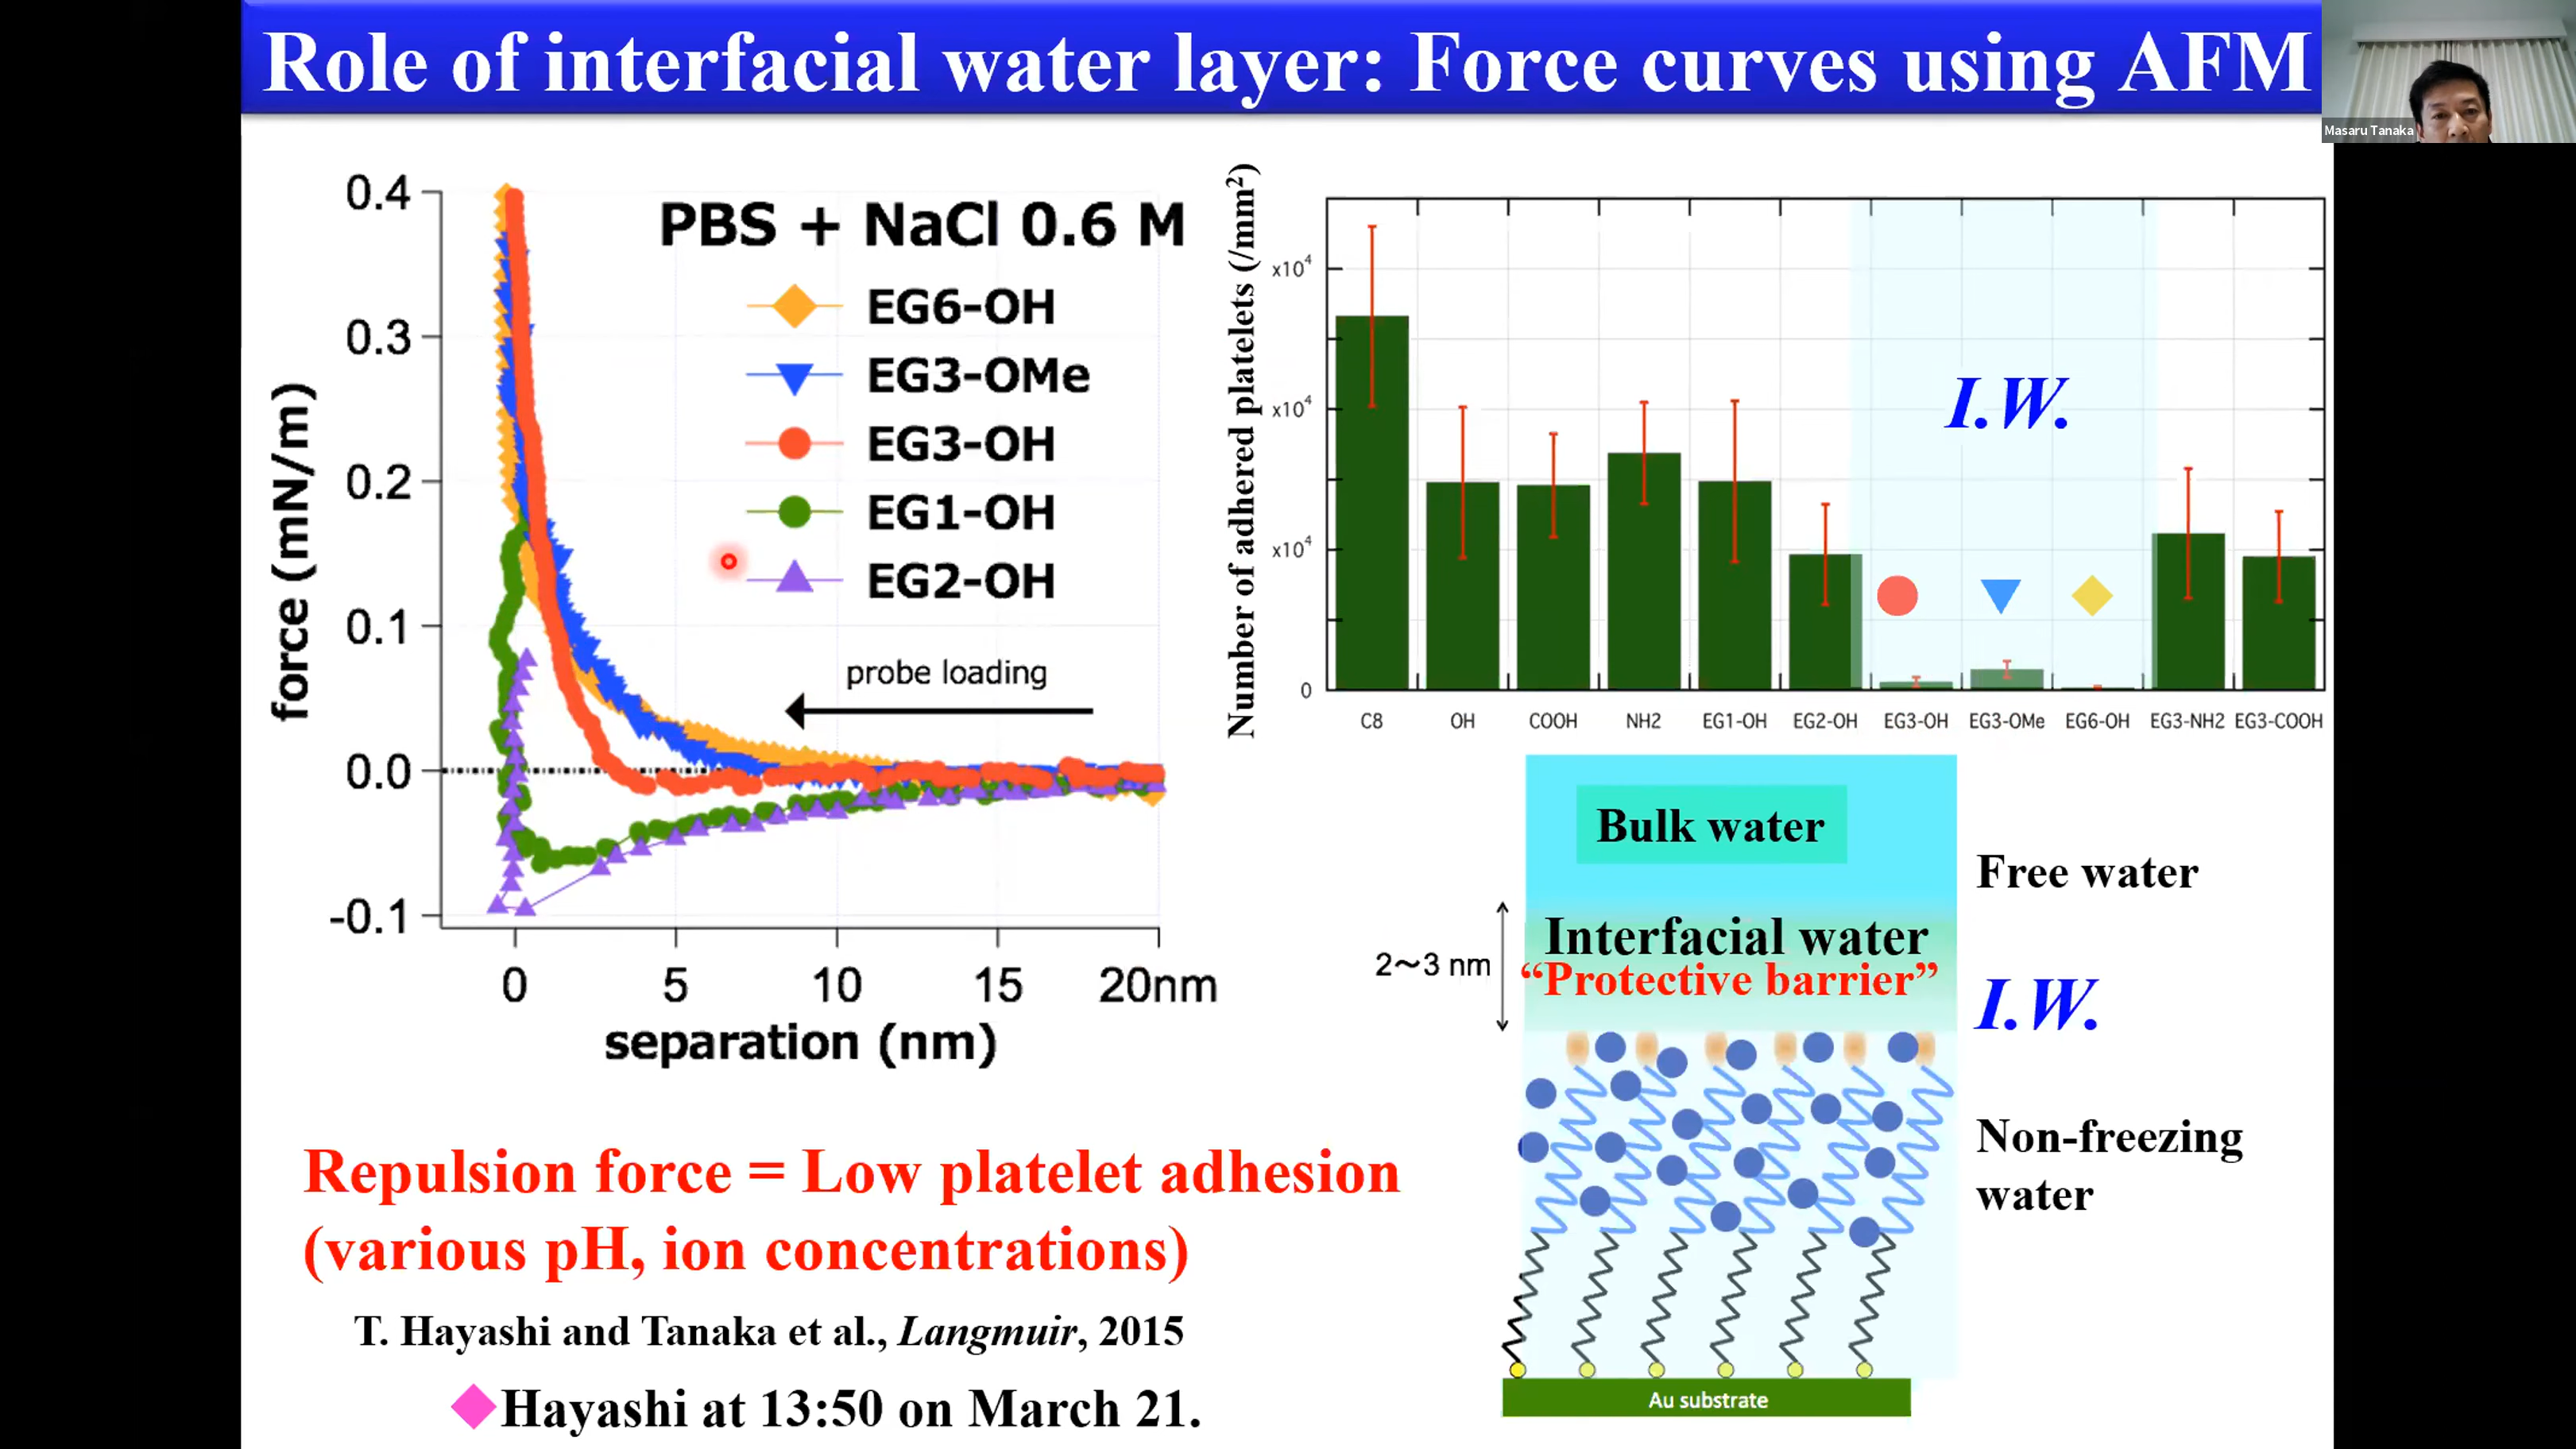 Role of interfacial water layer: Force curves using AFM
Masaru Tanaka
0.4
0.3
0.2
0.1
0.0
-0.1
force (mN/m)
PBS + NaCl 0.6 M
EG6-OH
EG3-OMe
EG3-OH
EG1-OH
EG2-OH
probe loading
0 5 10 15 20nm
separation (nm)
Number of adhered platelets (/mm²)
x10⁴
x10⁴
x10⁴
0
I.W.
C8 OH COOH NH2 EG1-OH EG2-OH EG3-OH EG3-OMe EG6-OH EG3-NH2 EG3-COOH
Bulk water
Free water
Interfacial water
2～3 nm
“Protective barrier”
I.W.
Non-freezing
water
Au substrate
Repulsion force = Low platelet adhesion
(various pH, ion concentrations)
T. Hayashi and Tanaka et al., Langmuir, 2015
Hayashi at 13:50 on March 21.